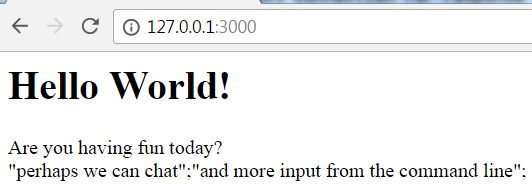 127.0.0.1:3000
Hello World!
Are you having fun today?
"perhaps we can chat";"and more input from the command line";